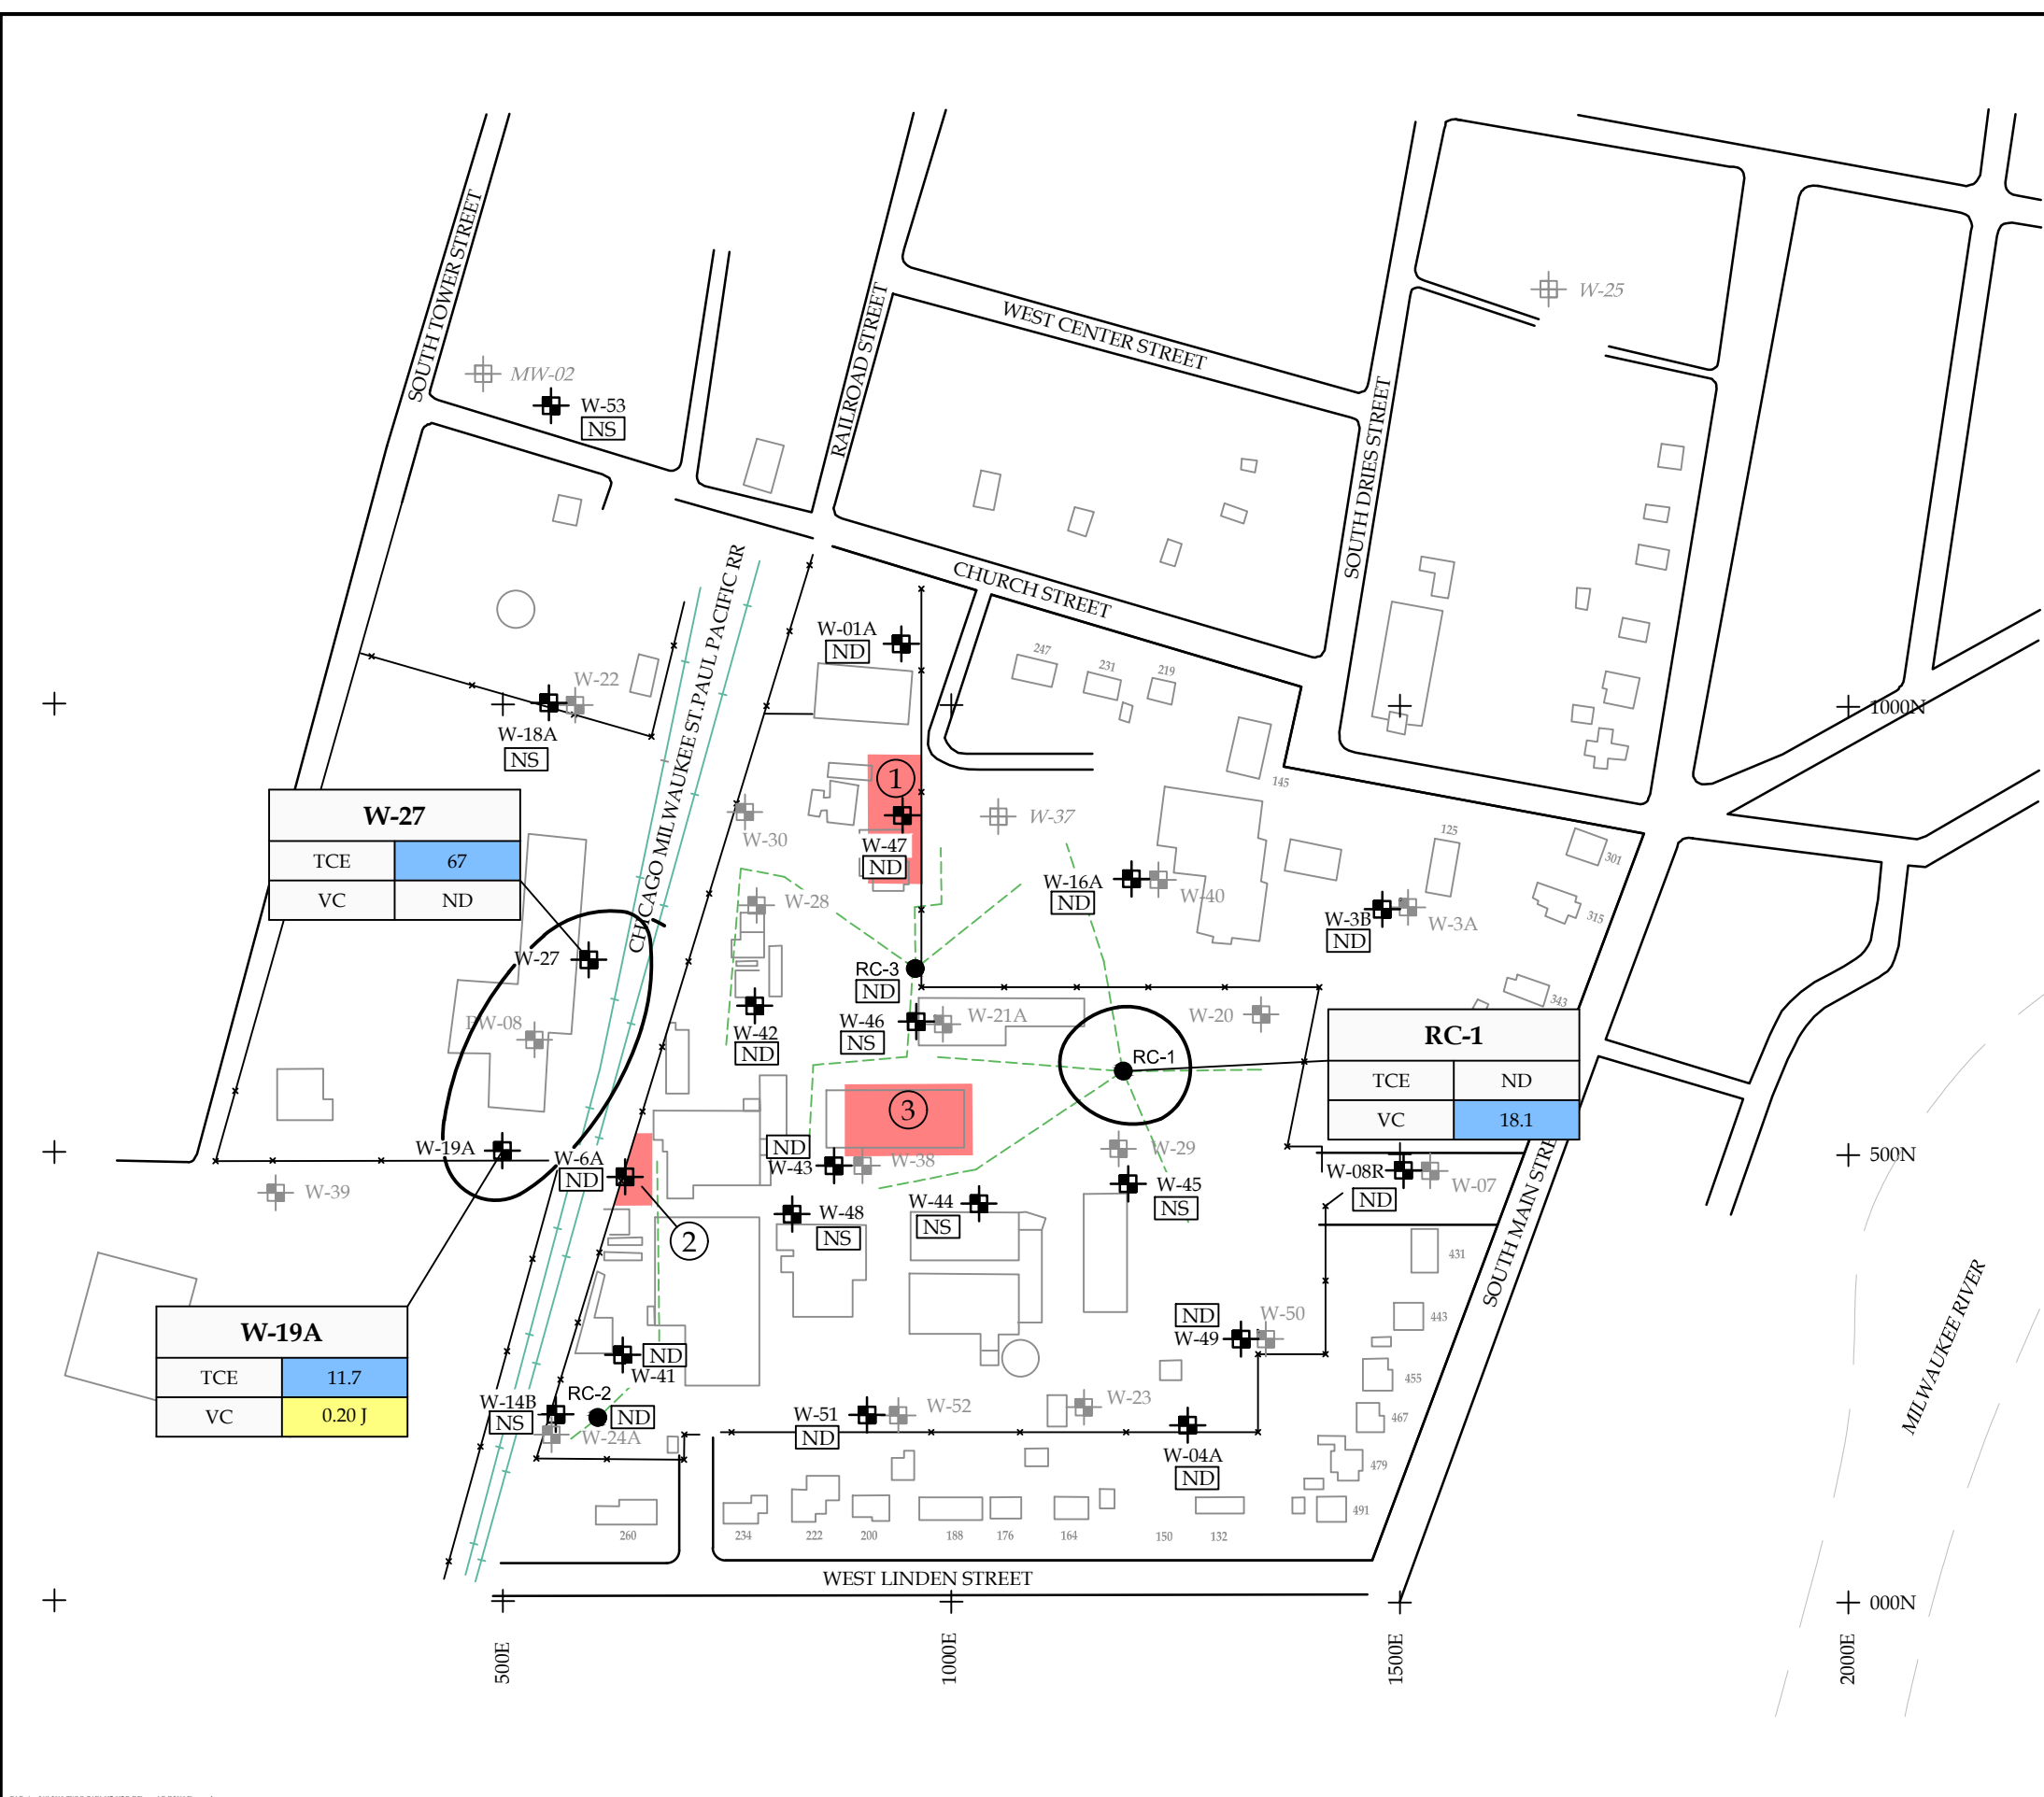 SOUTH TOWER STREET
RAILROAD STREET
WEST CENTER STREET
SOUTH DRIES STREET
W-25
MW-02
W-53
NS
CHURCH STREET
CHICAGO MILWAUKEE ST.PAUL PACIFIC RR
W-01A
ND
247
231
219
W-22
W-18A
NS
1000N
145
1
W-27
TCE
67
VC
ND
W-30
W-47
ND
W-37
125
301
W-28
W-16A
ND
W-40
W-3B
ND
W-3A
315
W-27
RC-3
ND
343
PW-08
W-42
ND
W-46
NS
W-21A
W-20
RC-1
RC-1
TCE
ND
VC
18.1
3
W-19A
W-6A
ND
ND
W-43
W-38
W-29
500N
W-39
W-08R
ND
W-07
W-48
NS
W-44
NS
W-45
NS
2
431
SOUTH MAIN STRE
MILWAUKEE RIVER
W-19A
TCE
11.7
VC
0.20 J
ND
W-49
W-50
443
ND
W-41
455
W-14B
NS
RC-2
ND
W-24A
W-51
ND
W-52
W-23
467
W-04A
ND
479
491
260
234
222
200
188
176
164
150
132
WEST LINDEN STREET
000N
500E
1000E
1500E
2000E